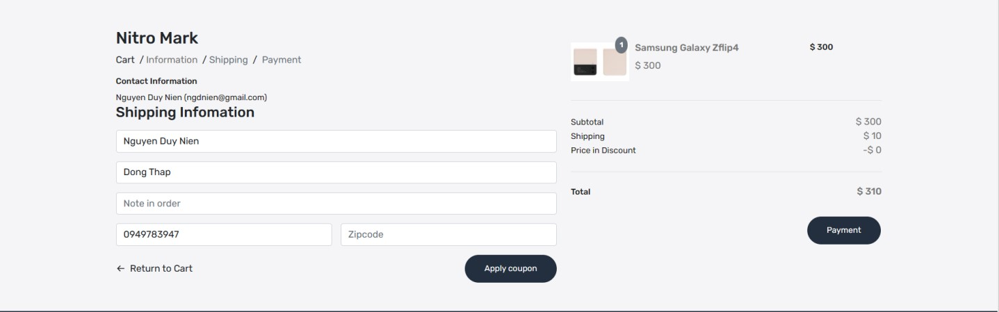 Nitro Mark
Cart / Information / Shipping / Payment
Contact Information
Nguyen Duy Nien (ngdnien@gmail.com)
Shipping Infomation
Nguyen Duy Nien
Dong Thap
Note in order
0949783947 Zipcode
← Return to Cart Apply coupon
1
Samsung Galaxy Zflip4 $ 300
$ 300
Subtotal $ 300
Shipping $ 10
Price in Discount -$ 0
Total $ 310
Payment